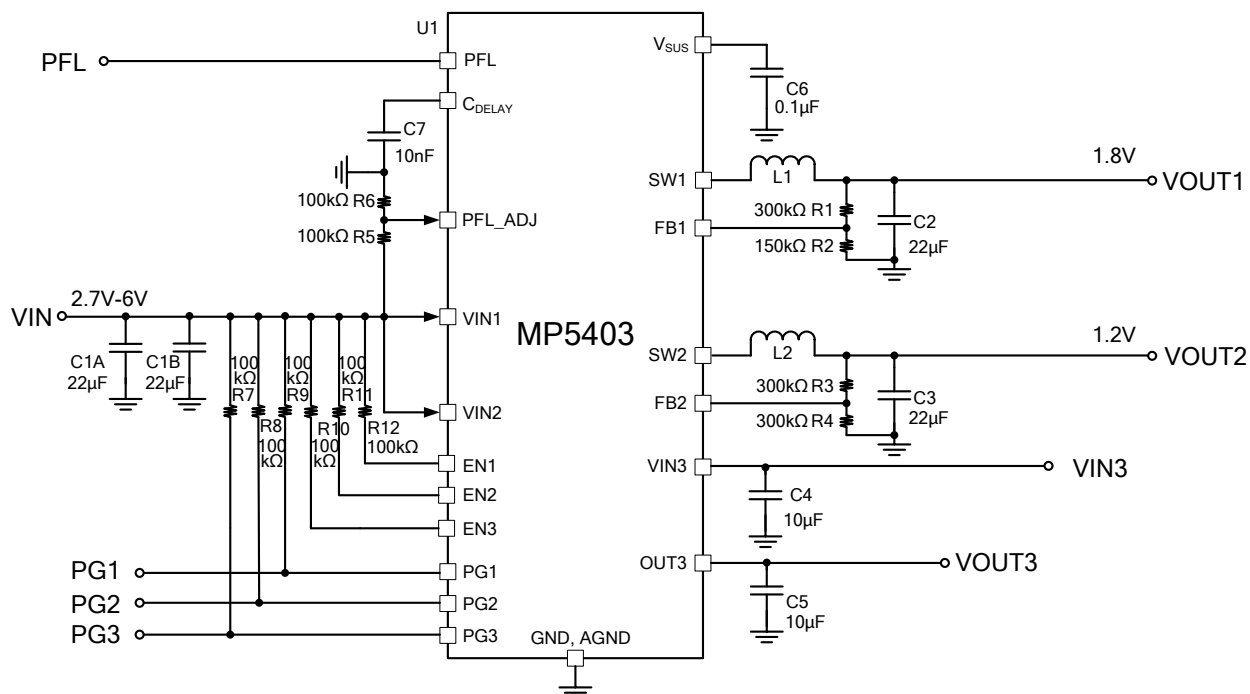 U1
PFL
PFL
C_DELAY
C7
10nF
100kΩ R6
PFL_ADJ
100kΩ R5
VIN
2.7V-6V
VIN1
C1A
22µF
C1B
22µF
100
kΩ
R7
R8
100
kΩ
100
kΩ
R9
R10
100
kΩ
100
kΩ
R11
R12
100kΩ
VIN2
EN1
EN2
EN3
PG1
PG1
PG2
PG2
PG3
PG3
MP5403
GND, AGND
V_SUS
C6
0.1µF
SW1
L1
1.8V
VOUT1
300kΩ R1
C2
22µF
FB1
150kΩ R2
SW2
L2
1.2V
VOUT2
300kΩ R3
C3
22µF
FB2
300kΩ R4
VIN3
VIN3
C4
10µF
OUT3
VOUT3
C5
10µF